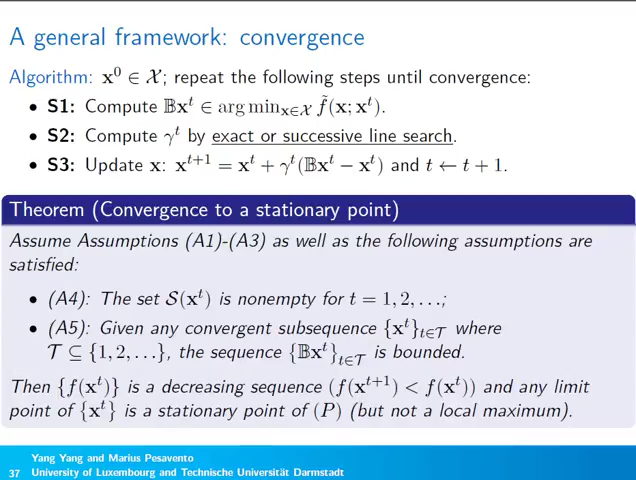 A general framework: convergence
Algorithm: x⁰ ∈ 𝒳; repeat the following steps until convergence:
• S1: Compute 𝔹xᵗ ∈ arg minₓ∈𝒳 f̃(x; xᵗ).
• S2: Compute γᵗ by exact or successive line search.
• S3: Update x: xᵗ⁺¹ = xᵗ + γᵗ(𝔹xᵗ − xᵗ) and t ← t + 1.
Theorem (Convergence to a stationary point)
Assume Assumptions (A1)-(A3) as well as the following assumptions are
satisfied:
• (A4): The set 𝒮(xᵗ) is nonempty for t = 1, 2, . . .;
• (A5): Given any convergent subsequence {xᵗ}ₜ∈𝒯 where
𝒯 ⊆ {1, 2, . . .}, the sequence {𝔹xᵗ}ₜ∈𝒯 is bounded.
Then {f(xᵗ)} is a decreasing sequence (f(xᵗ⁺¹) < f(xᵗ)) and any limit
point of {xᵗ} is a stationary point of (P) (but not a local maximum).
Yang Yang and Marius Pesavento
37 University of Luxembourg and Technische Universität Darmstadt